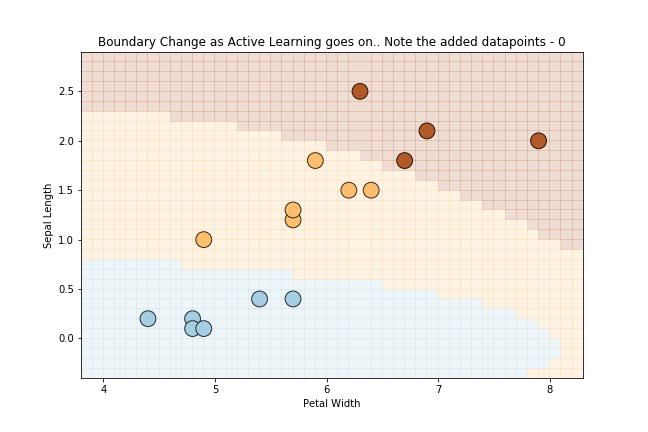 Boundary Change as Active Learning goes on.. Note the added datapoints - 0
2.5
2.0
1.5
1.0
0.5
0.0
Sepal Length
4 5 6 7 8
Petal Width